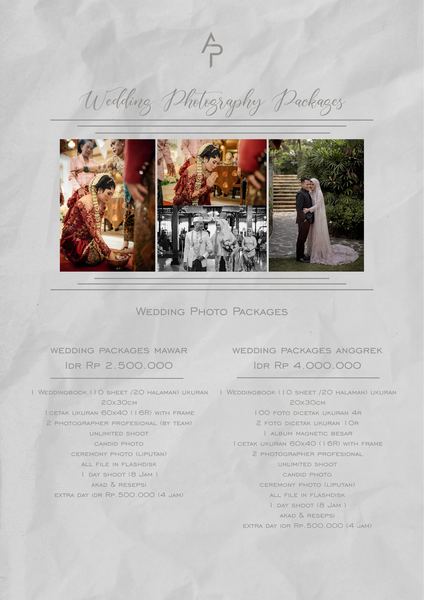 AP
Wedding Photography Packages
Wedding Photo Packages
wedding packages mawar
Idr Rp 2.500.000
1 Weddingbook (10 sheet /20 halaman) ukuran
20x30cm
1cetak ukuran 60x40 (16R) with frame
2 photographer profesional (by team)
unlimited shoot
candid photo
ceremony photo (liputan)
all file in flashdisk
1 day shoot (8 Jam )
akad & resepsi
extra day idr Rp.500.000 (4 jam)
wedding packages anggrek
Idr Rp 4.000.000
1 Weddingbook (10 sheet /20 halaman) ukuran
20x30cm
100 foto dicetak ukuran 4r
2 foto dicetak ukuran 10r
1 album magnetic besar
1cetak ukuran 60x40 (16R) with frame
2 photographer profesional
unlimited shoot
candid photo
ceremony photo (liputan)
all file in flashdisk
1 day shoot (8 Jam )
akad & resepsi
extra day idr Rp.500.000 (4 jam)